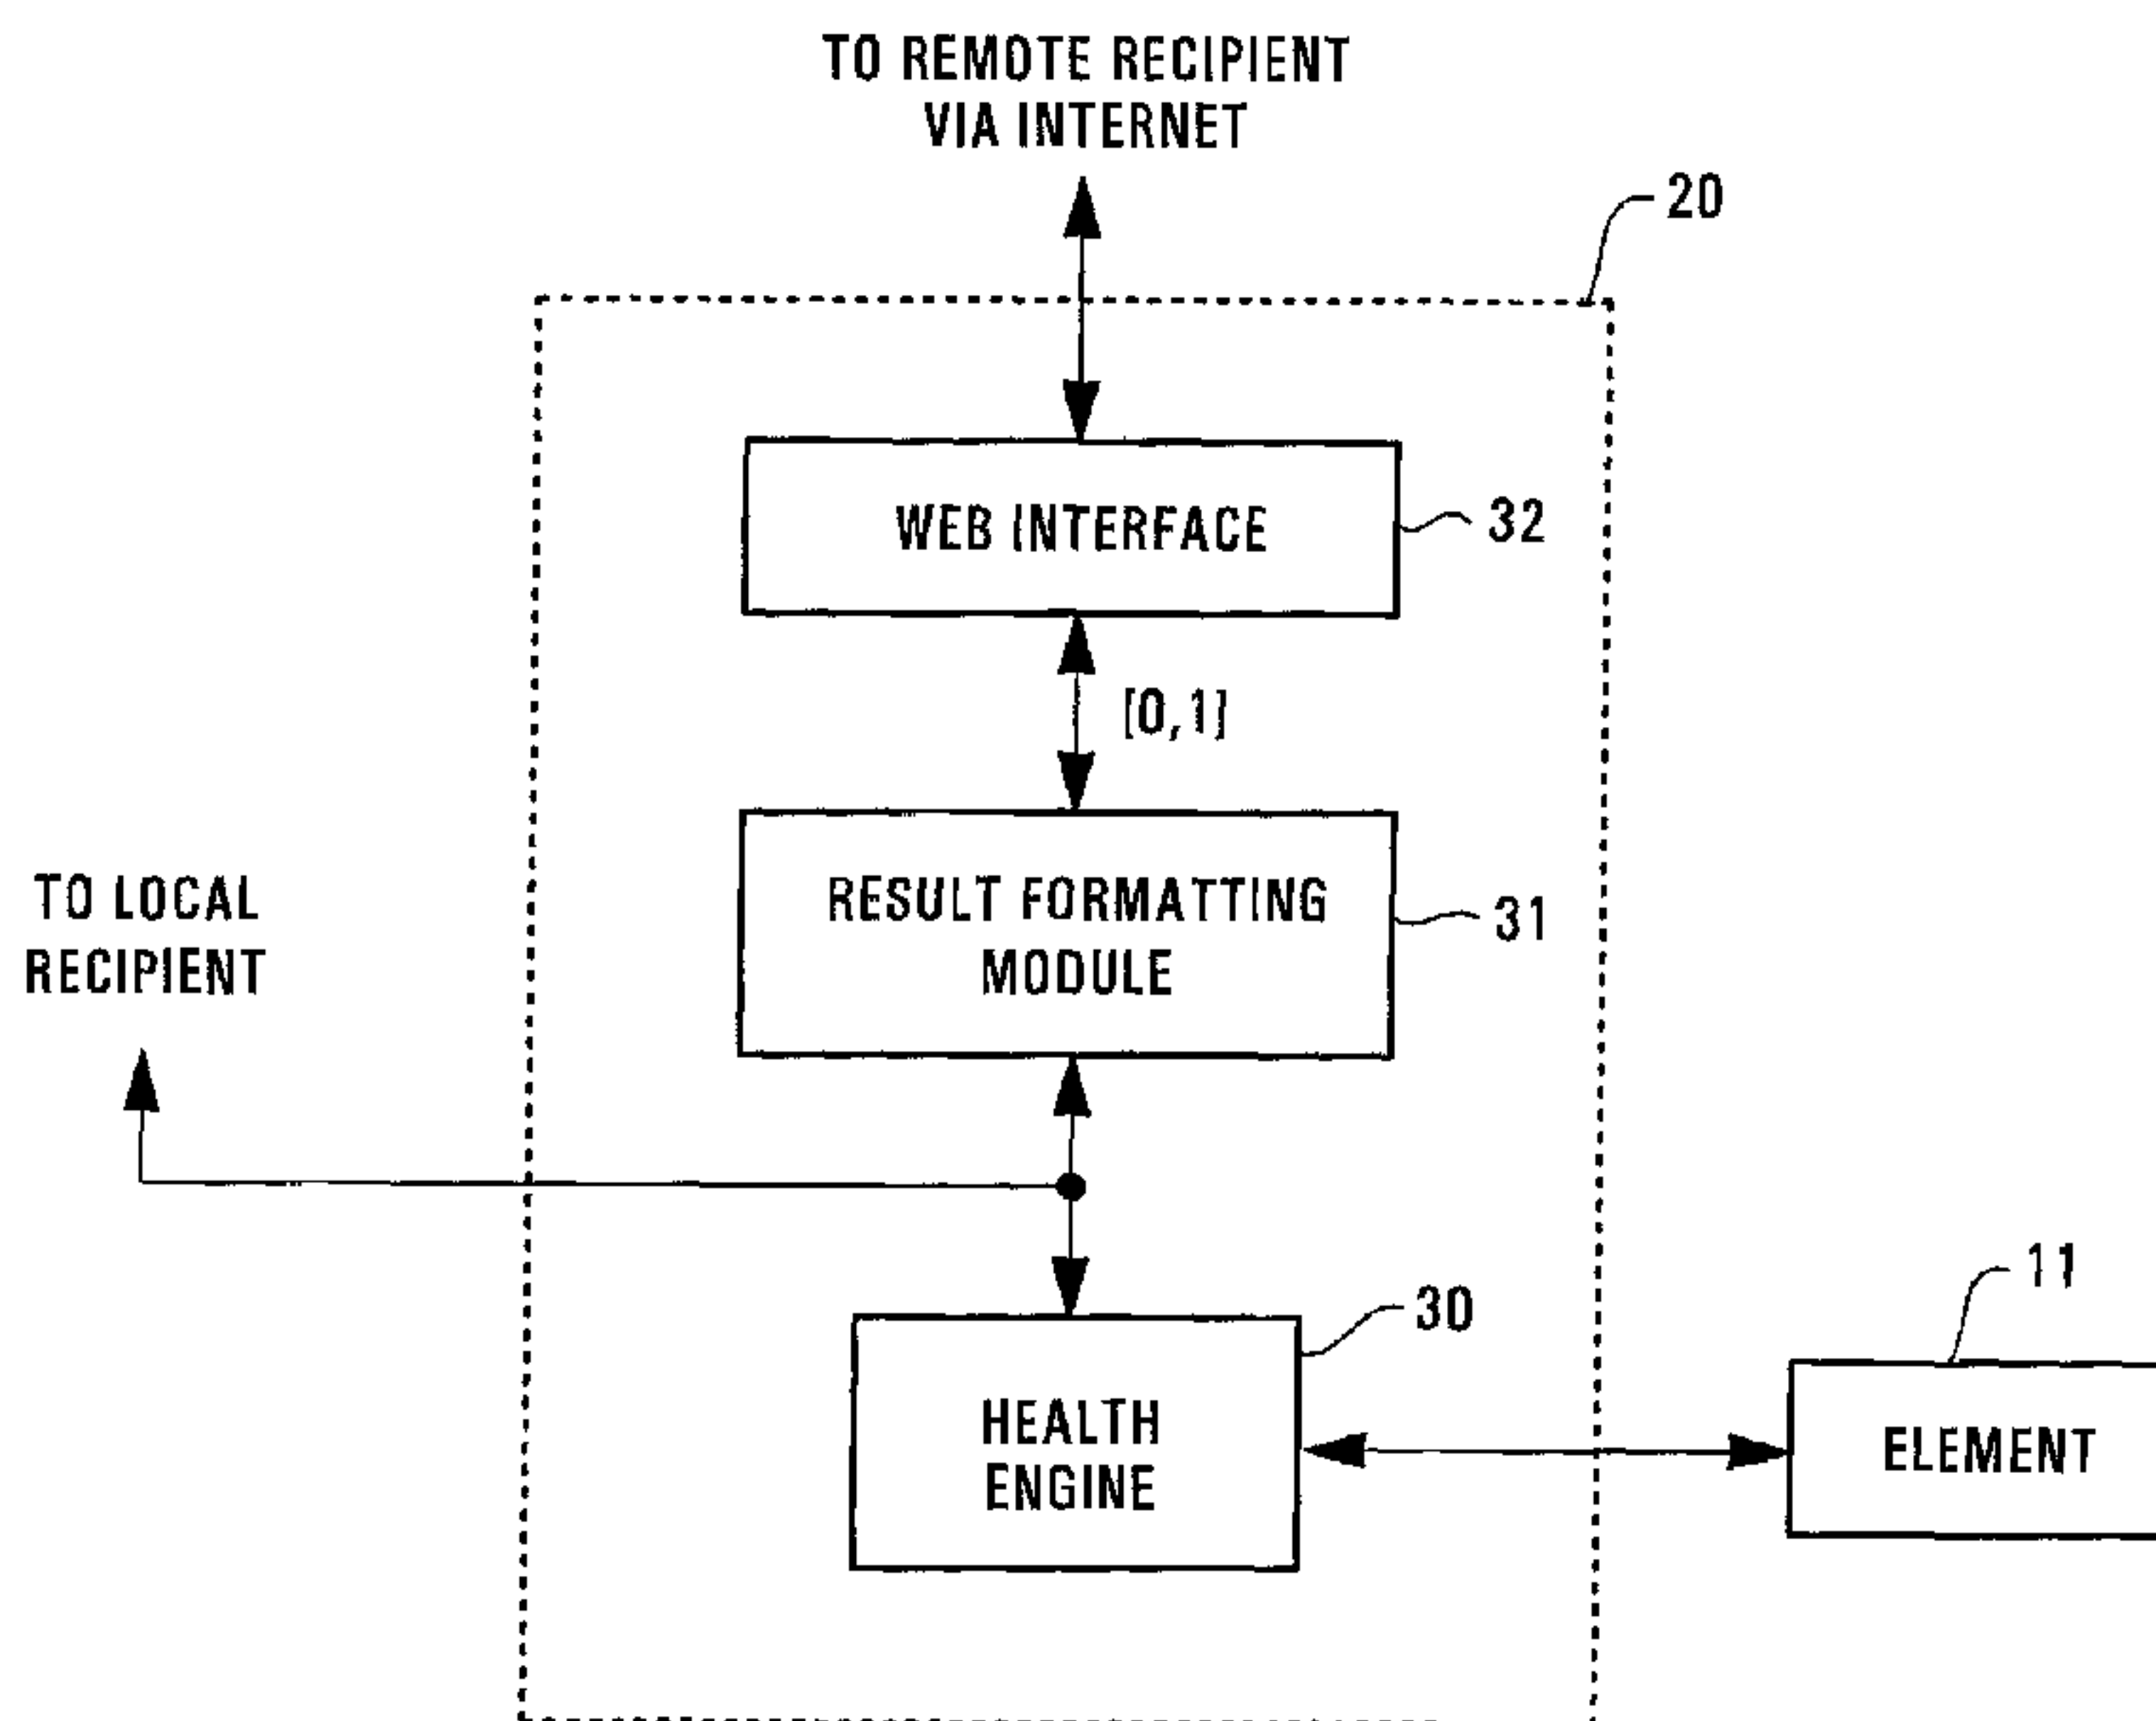 TO REMOTE RECIPIENT
VIA INTERNET
20
WEB INTERFACE
32
[0,1]
RESULT FORMATTING
MODULE
31
TO LOCAL
RECIPIENT
30
HEALTH
ENGINE
11
ELEMENT